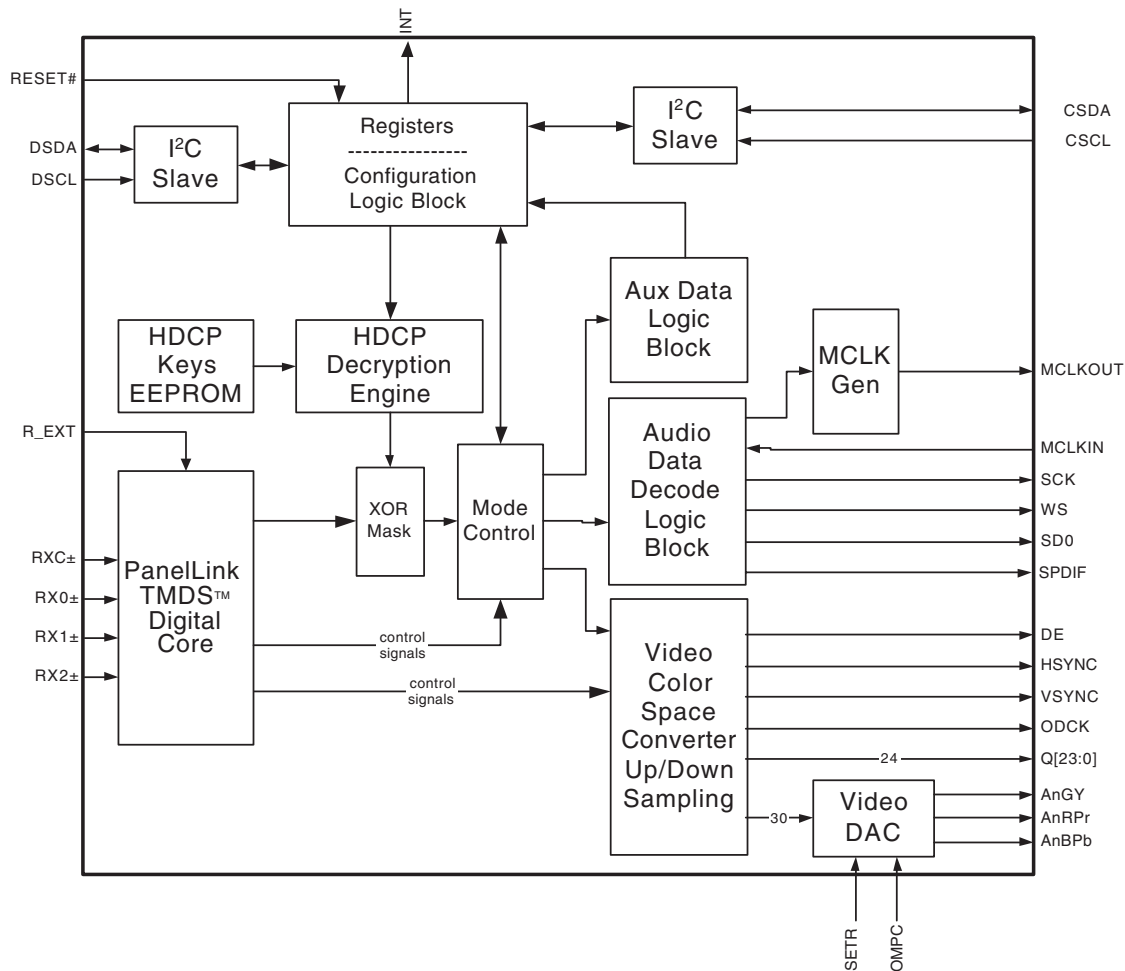 INT
RESET#
DSDA
DSCL
I²C
Slave
Registers
----------------
Configuration
Logic Block
I²C
Slave
CSDA
CSCL
HDCP
Keys
EEPROM
HDCP
Decryption
Engine
Aux Data
Logic
Block
MCLK
Gen
MCLKOUT
R_EXT
RXC±
RX0±
RX1±
RX2±
PanelLink
TMDS™
Digital
Core
XOR
Mask
Mode
Control
control
signals
control
signals
Audio
Data
Decode
Logic
Block
MCLKIN
SCK
WS
SD0
SPDIF
Video
Color
Space
Converter
Up/Down
Sampling
DE
HSYNC
VSYNC
ODCK
24
Q[23:0]
30
Video
DAC
AnGY
AnRPr
AnBPb
SETR
OMPC